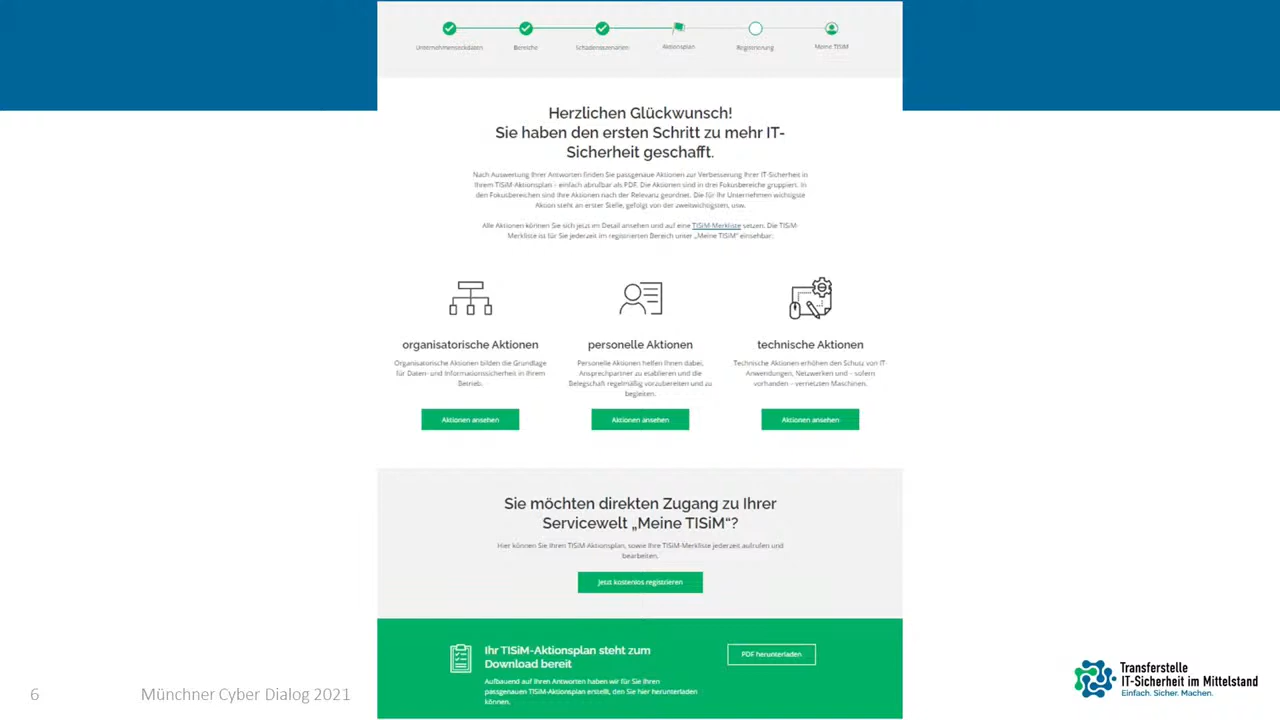 Unternehmenseckdaten
Bereiche
Schadensszenarien
Aktionsplan
Registrierung
Meine TISiM
Herzlichen Glückwunsch!
Sie haben den ersten Schritt zu mehr IT-
Sicherheit geschafft.
Nach Auswertung Ihrer Antworten finden Sie passgenaue Aktionen zur Verbesserung Ihrer IT-Sicherheit in
Ihrem TISiM-Aktionsplan – einfach abrufbar als PDF. Die Aktionen sind in drei Fokusbereiche gruppiert. In
den Fokusbereichen sind Ihre Aktionen nach der Relevanz geordnet. Die für Ihr Unternehmen wichtigste
Aktion steht an erster Stelle, gefolgt von der zweitwichtigsten, usw.
Alle Aktionen können Sie sich jetzt im Detail ansehen und auf eine TISiM-Merkliste setzen. Die TISiM-
Merkliste ist für Sie jederzeit im registrierten Bereich unter „Meine TISiM“ einsehbar.
organisatorische Aktionen
Organisatorische Aktionen bilden die Grundlage
für Daten- und Informationssicherheit in Ihrem
Betrieb.
Aktionen ansehen
personelle Aktionen
Personelle Aktionen helfen Ihnen dabei,
Ansprechpartner zu etablieren und die
Belegschaft regelmäßig vorzubereiten und zu
begleiten.
Aktionen ansehen
technische Aktionen
Technische Aktionen erhöhen den Schutz von IT
Anwendungen, Netzwerken und – sofern
vorhanden – vernetzten Maschinen.
Aktionen ansehen
Sie möchten direkten Zugang zu Ihrer
Servicewelt „Meine TISiM“?
Hier können Sie Ihren TISiM Aktionsplan, sowie Ihre TISiM-Merkliste jederzeit aufrufen und
bearbeiten.
Jetzt kostenlos registrieren
Ihr TISiM-Aktionsplan steht zum
Download bereit
Aufbauend auf Ihren Antworten haben wir für Sie Ihren
passgenauen TISiM-Aktionsplan erstellt, den Sie hier herunterladen
können.
PDF herunterladen
6
Münchner Cyber Dialog 2021
Transferstelle
IT-Sicherheit im Mittelstand
Einfach. Sicher. Machen.